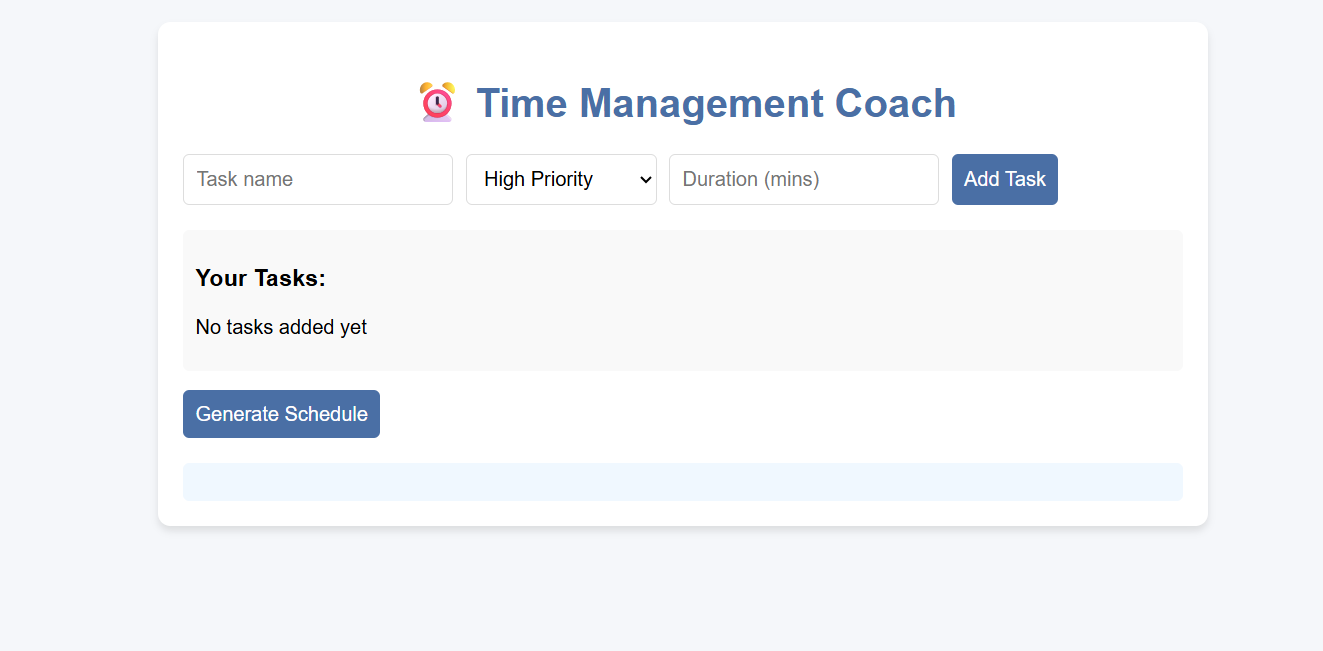 ⏰ Time Management Coach
Task name High Priority Duration (mins) Add Task
Your Tasks:
No tasks added yet
Generate Schedule